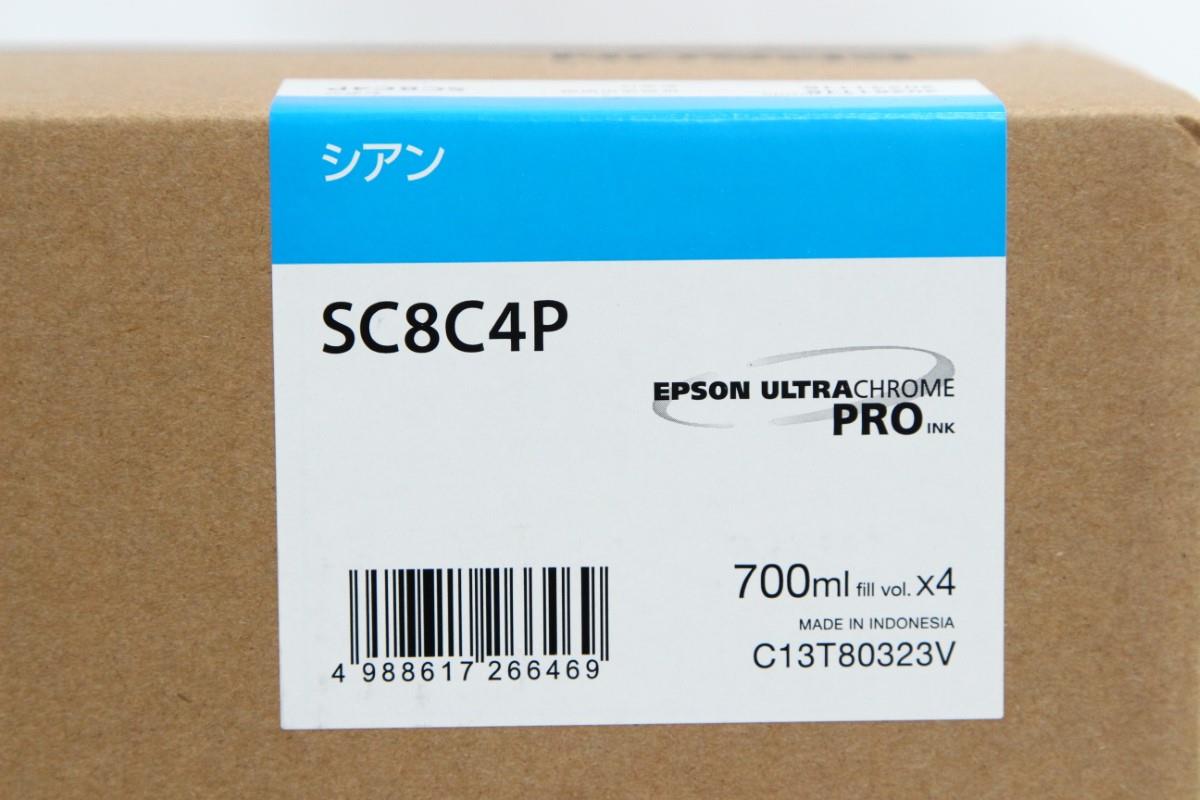 SC8C4P
シアン
SC8C4P
EPSON ULTRACHROME
PRO INK
700ml fill vol. X4
MADE IN INDONESIA
C13T80323V
4 988617 266469